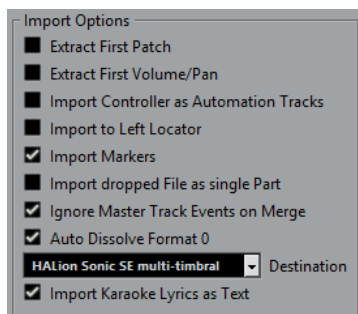 Import Options
Extract First Patch
Extract First Volume/Pan
Import Controller as Automation Tracks
Import to Left Locator
Import Markers
Import dropped File as single Part
Ignore Master Track Events on Merge
Auto Dissolve Format 0
HALion Sonic SE multi-timbral Destination
Import Karaoke Lyrics as Text